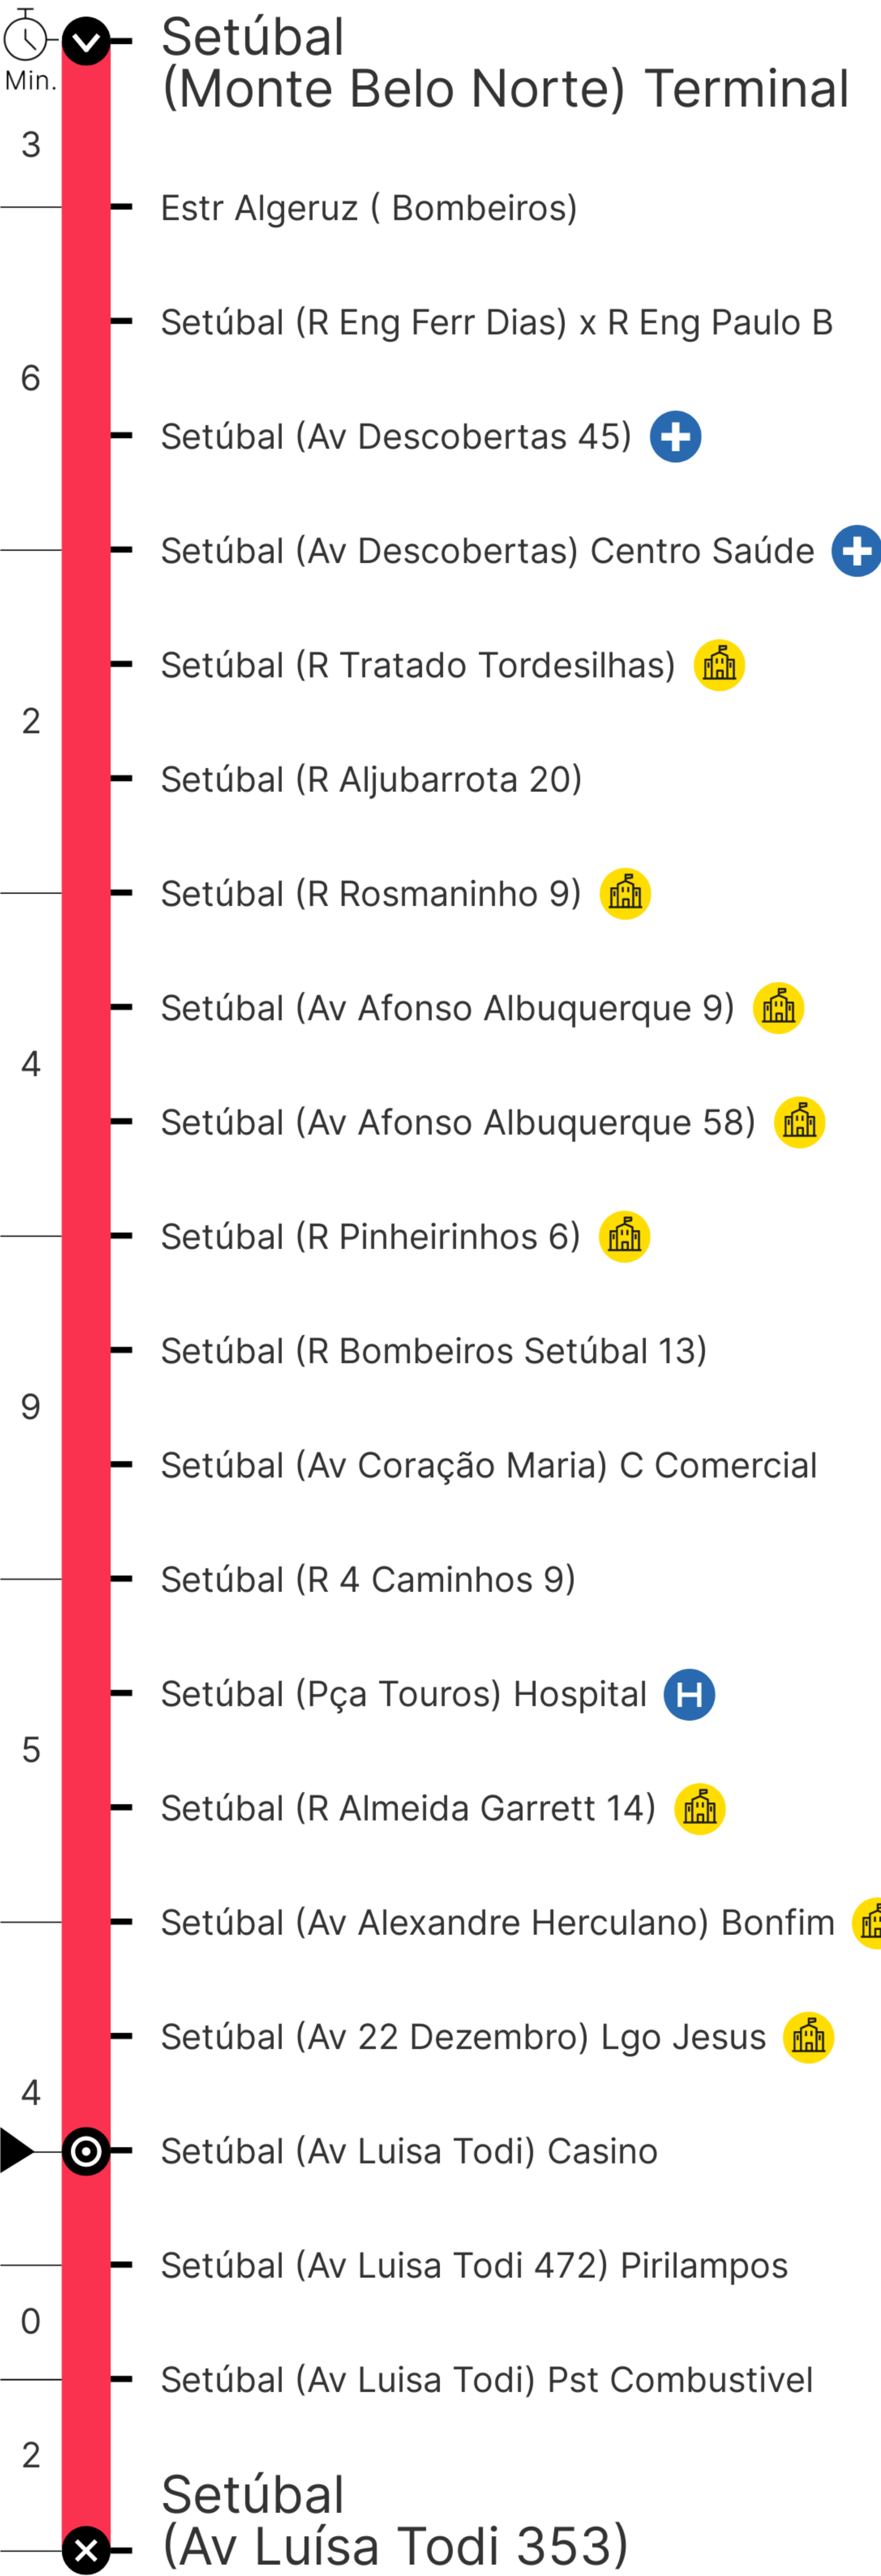 Setúbal
(Monte Belo Norte) Terminal
Min.
3
Estr Algeruz ( Bombeiros)
Setúbal (R Eng Ferr Dias) x R Eng Paulo B
6
Setúbal (Av Descobertas 45)
Setúbal (Av Descobertas) Centro Saúde
Setúbal (R Tratado Tordesilhas)
2
Setúbal (R Aljubarrota 20)
Setúbal (R Rosmaninho 9)
Setúbal (Av Afonso Albuquerque 9)
4
Setúbal (Av Afonso Albuquerque 58)
Setúbal (R Pinheirinhos 6)
Setúbal (R Bombeiros Setúbal 13)
9
Setúbal (Av Coração Maria) C Comercial
Setúbal (R 4 Caminhos 9)
Setúbal (Pça Touros) Hospital H
5
Setúbal (R Almeida Garrett 14)
Setúbal (Av Alexandre Herculano) Bonfim
Setúbal (Av 22 Dezembro) Lgo Jesus
4
Setúbal (Av Luisa Todi) Casino
Setúbal (Av Luisa Todi 472) Pirilampos
0
Setúbal (Av Luisa Todi) Pst Combustivel
2
Setúbal
(Av Luísa Todi 353)